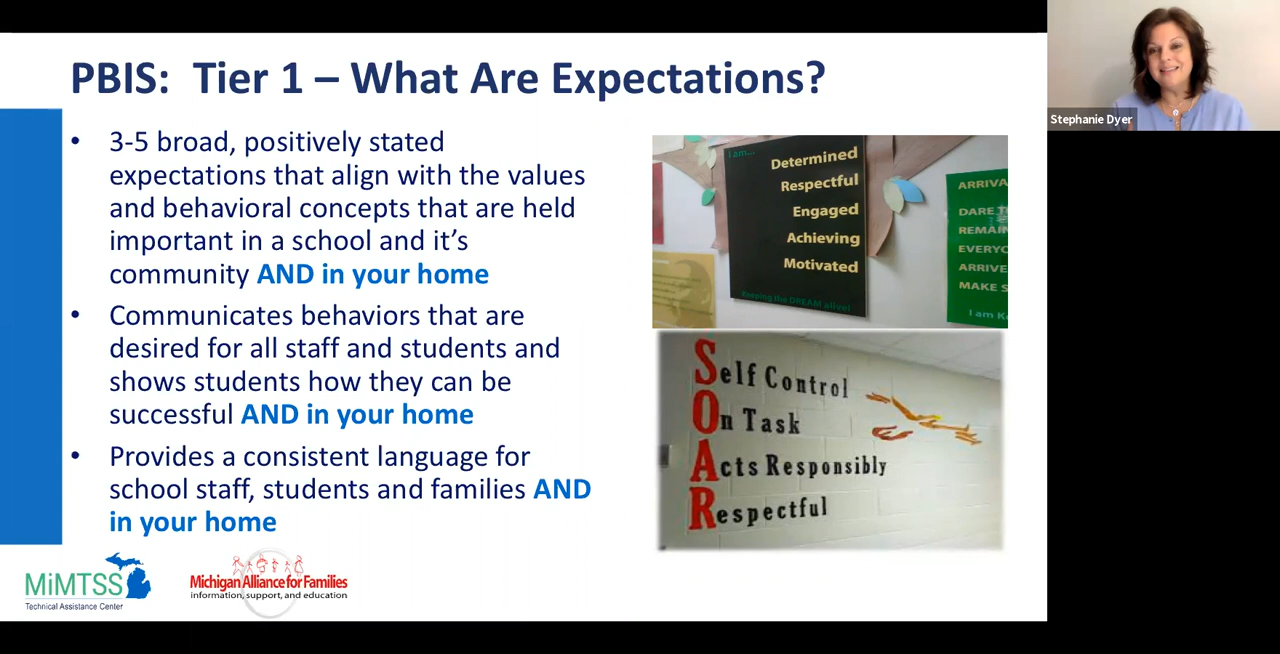 PBIS: Tier 1 – What Are Expectations?
• 3-5 broad, positively stated
expectations that align with the values
and behavioral concepts that are held
important in a school and it's
community AND in your home
• Communicates behaviors that are
desired for all staff and students and
shows students how they can be
successful AND in your home
• Provides a consistent language for
school staff, students and families AND
in your home
I am...
Determined
Respectful
Engaged
Achieving
Motivated
Keeping the DREAM alive!
ARRIVA
DARE T
REMAIN
EVERYO
ARRIVE
MAKE S
I am K
Self Control
On Task
Acts Responsibly
Respectful
MiMTSS
Technical Assistance Center
Michigan Alliance for Families
information, support, and education
Stephanie Dyer